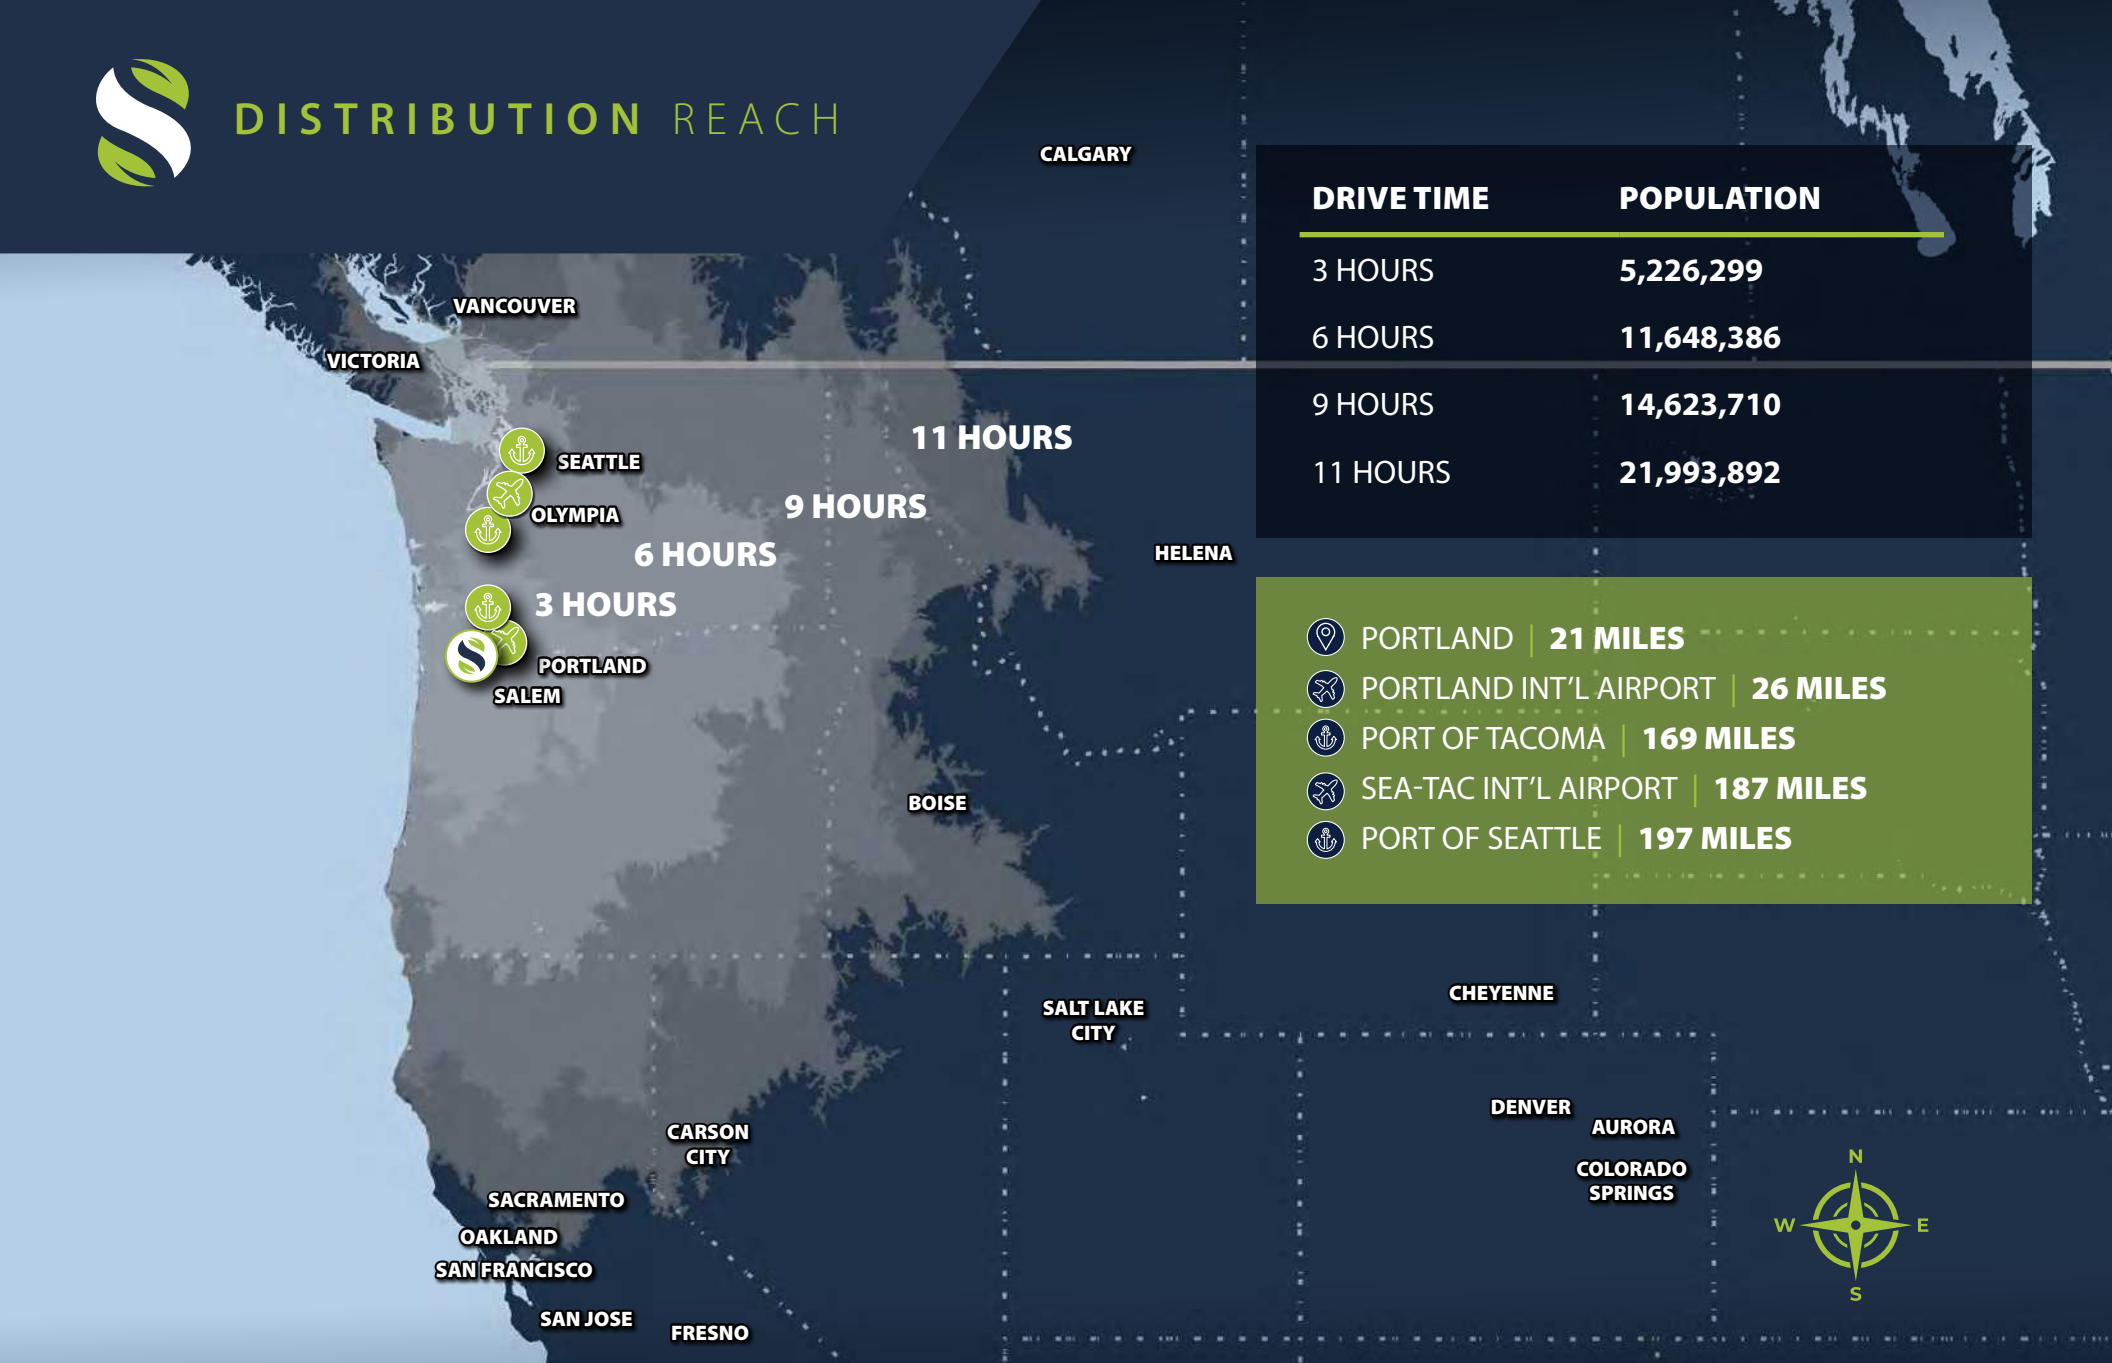 DISTRIBUTION REACH
CALGARY
VANCOUVER
VICTORIA
SEATTLE
OLYMPIA
11 HOURS
9 HOURS
6 HOURS
3 HOURS
PORTLAND
SALEM
HELENA
BOISE
SALT LAKE
CITY
CHEYENNE
DENVER
AURORA
COLORADO
SPRINGS
CARSON
CITY
SACRAMENTO
OAKLAND
SAN FRANCISCO
SAN JOSE
FRESNO
DRIVE TIME POPULATION
3 HOURS 5,226,299
6 HOURS 11,648,386
9 HOURS 14,623,710
11 HOURS 21,993,892
PORTLAND | 21 MILES
PORTLAND INT'L AIRPORT | 26 MILES
PORT OF TACOMA | 169 MILES
SEA-TAC INT'L AIRPORT | 187 MILES
PORT OF SEATTLE | 197 MILES
N
W E
S